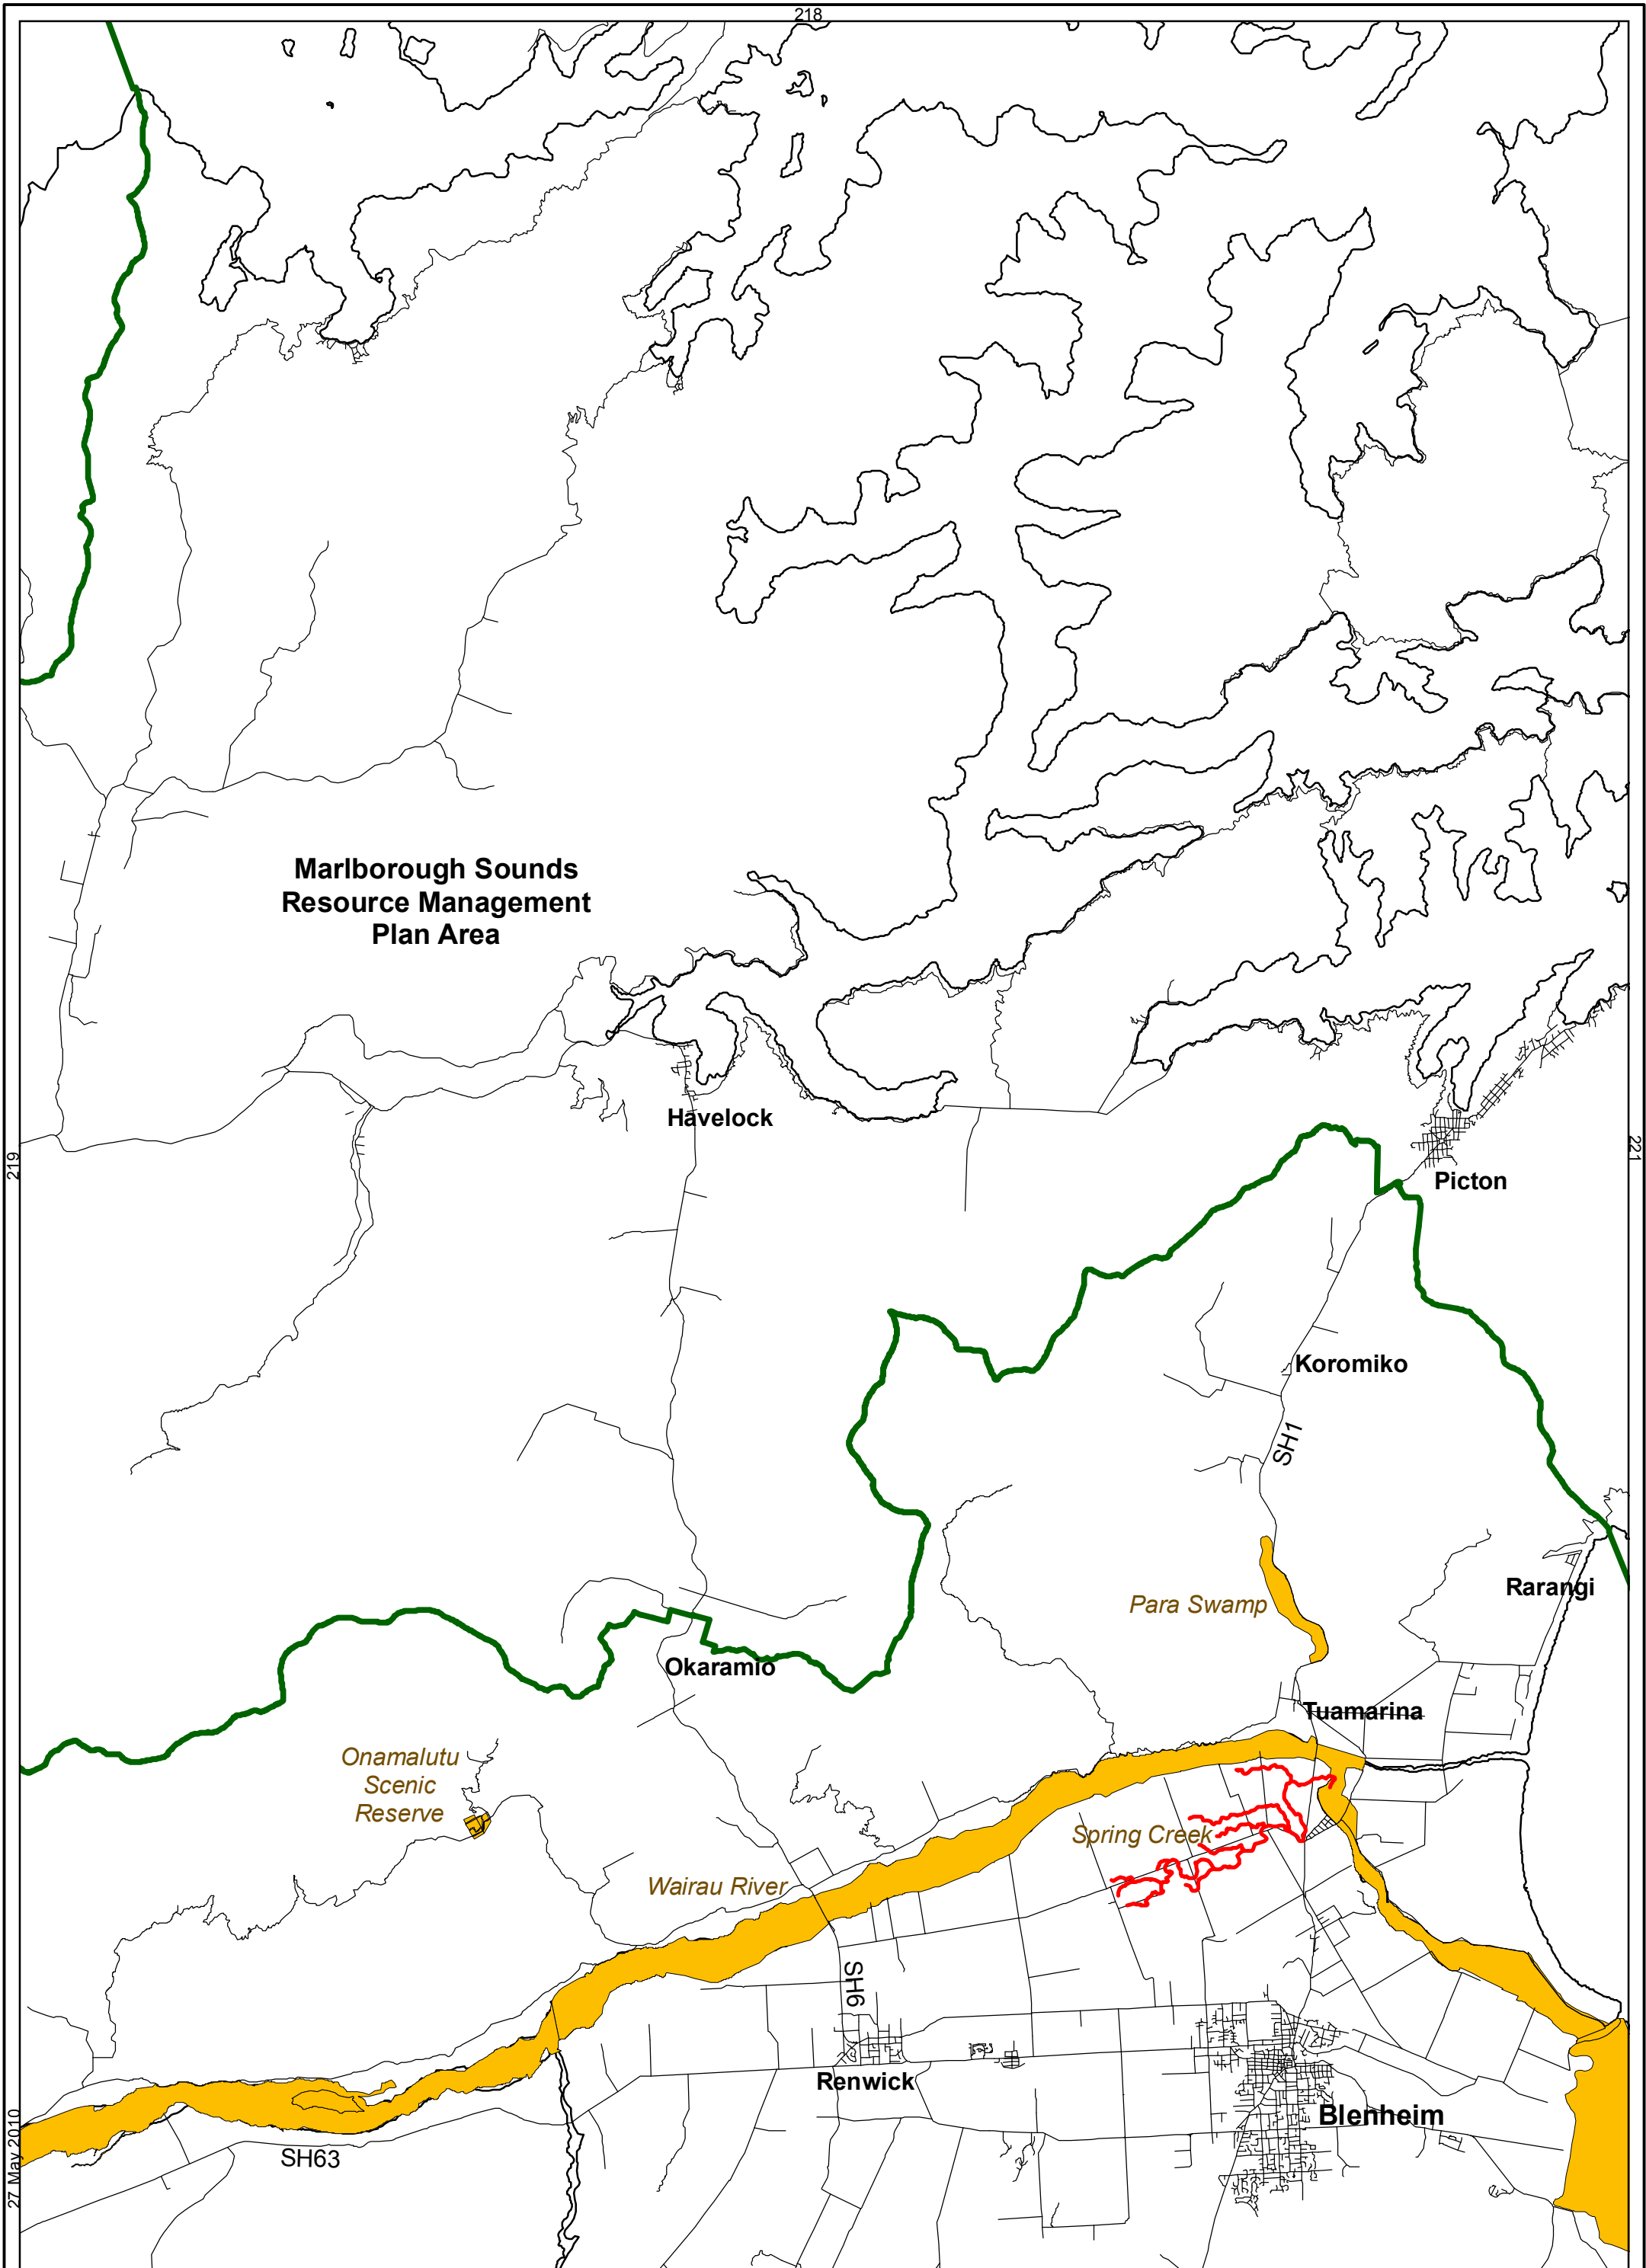 218
Marlborough Sounds
Resource Management
Plan Area
Havelock
219
221
Picton
Koromiko
SH1
Para Swamp
Rarangi
Okaramio
Tuamarina
Onamalutu
Scenic
Reserve
Spring Creek
Wairau River
SH6
Renwick
Blenheim
SH63
27 May 2010